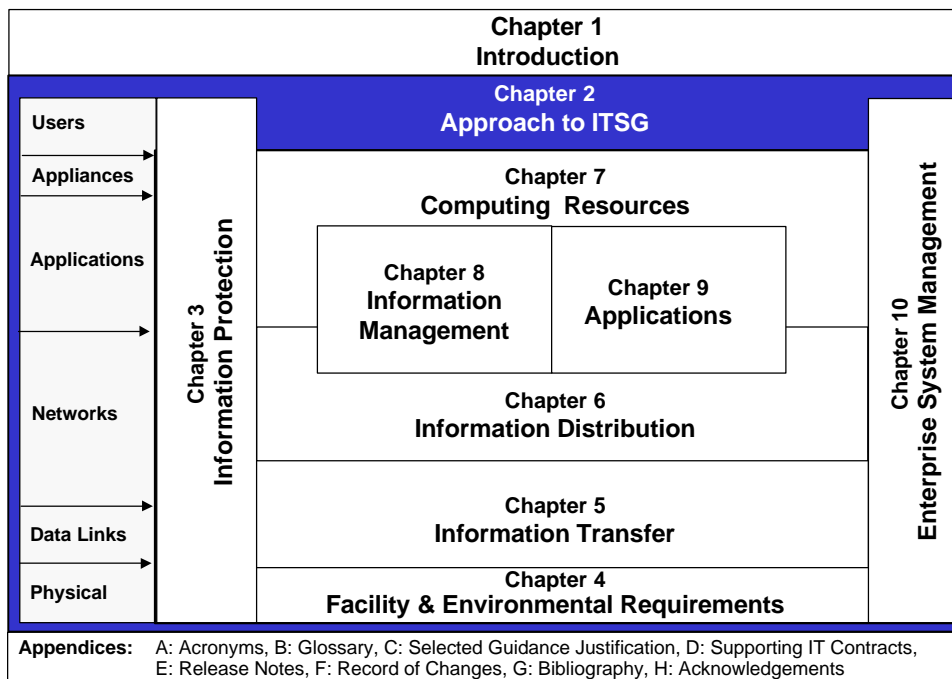 Chapter 1
Introduction
Chapter 2
Approach to ITSG
Users
Appliances
Applications
Networks
Data Links
Physical
Chapter 3
Information Protection
Chapter 7
Computing Resources
Chapter 8
Information
Management
Chapter 9
Applications
Chapter 6
Information Distribution
Chapter 5
Information Transfer
Chapter 4
Facility & Environmental Requirements
Chapter 10
Enterprise System Management
Appendices: A: Acronyms, B: Glossary, C: Selected Guidance Justification, D: Supporting IT Contracts,
E: Release Notes, F: Record of Changes, G: Bibliography, H: Acknowledgements